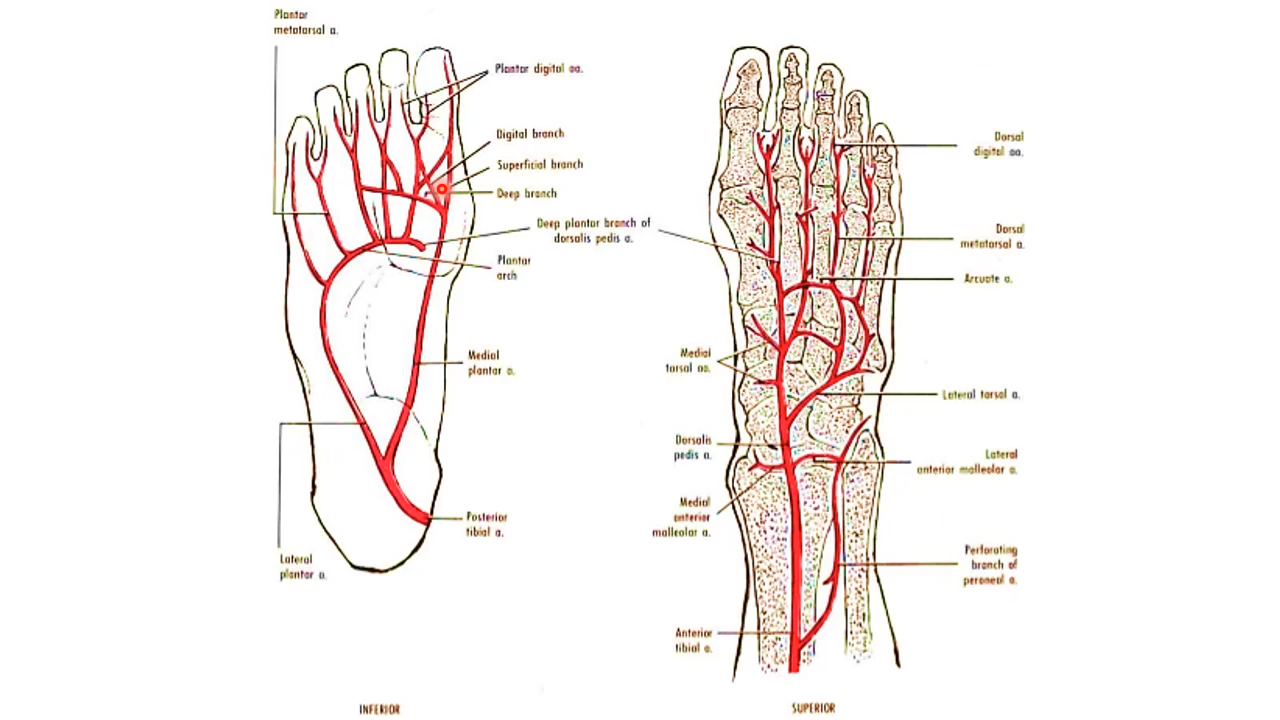 Plantar
metatarsal a.
Plantar digital aa.
Digital branch
Superficial branch
Deep branch
Deep plantar branch of
dorsalis pedis a.
Plantar
arch
Medial
plantar a.
Posterior
tibial a.
Lateral
plantar a.
INFERIOR
Dorsal
digital aa.
Dorsal
metatarsal a.
Arcuate a.
Medial
tarsal aa.
Lateral tarsal a.
Dorsalis
pedis a.
Lateral
anterior malleolar a.
Medial
anterior
malleolar a.
Perforating
branch of
peroneal a.
Anterior
tibial a.
SUPERIOR